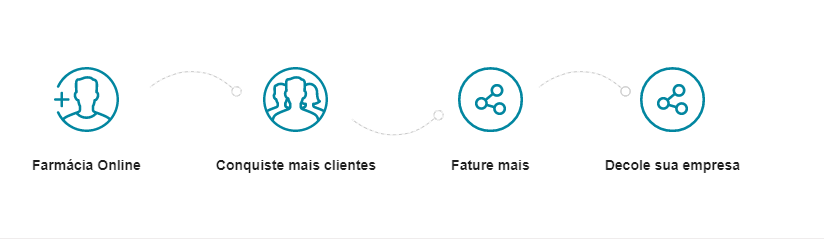 Farmácia Online
Conquiste mais clientes
Fature mais
Decole sua empresa